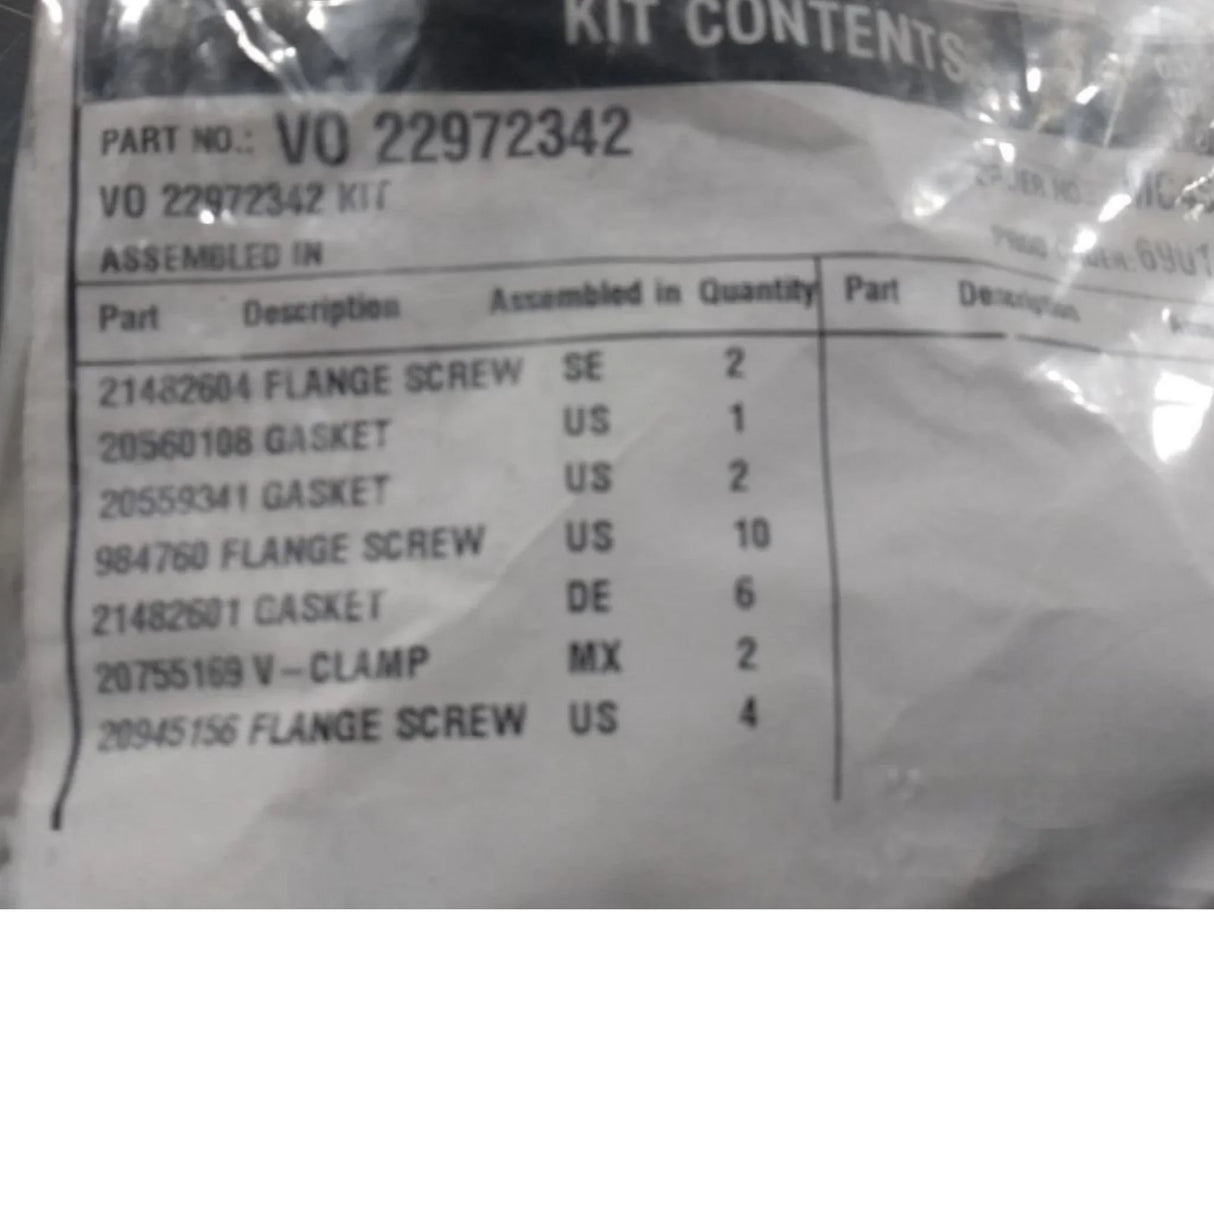 KIT CONTENTS
PART NO.: VO 22972342
VO 22972342 KIT
ASSEMBLED IN
Part Description Assembled in Quantity Part Description
21482604 FLANGE SCREW SE 2
20560108 GASKET US 1
20559341 GASKET US 2
984760 FLANGE SCREW US 10
21482601 GASKET DE 6
20755169 V-CLAMP MX 2
20945156 FLANGE SCREW US 4